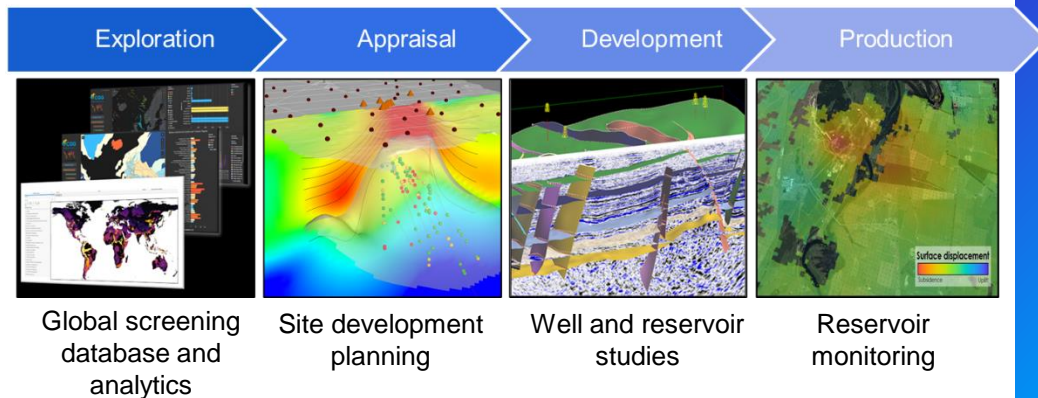 Exploration
Appraisal
Development
Production
Surface displacement
Subsidence
Uplift
Global screening
database and
analytics
Site development
planning
Well and reservoir
studies
Reservoir
monitoring